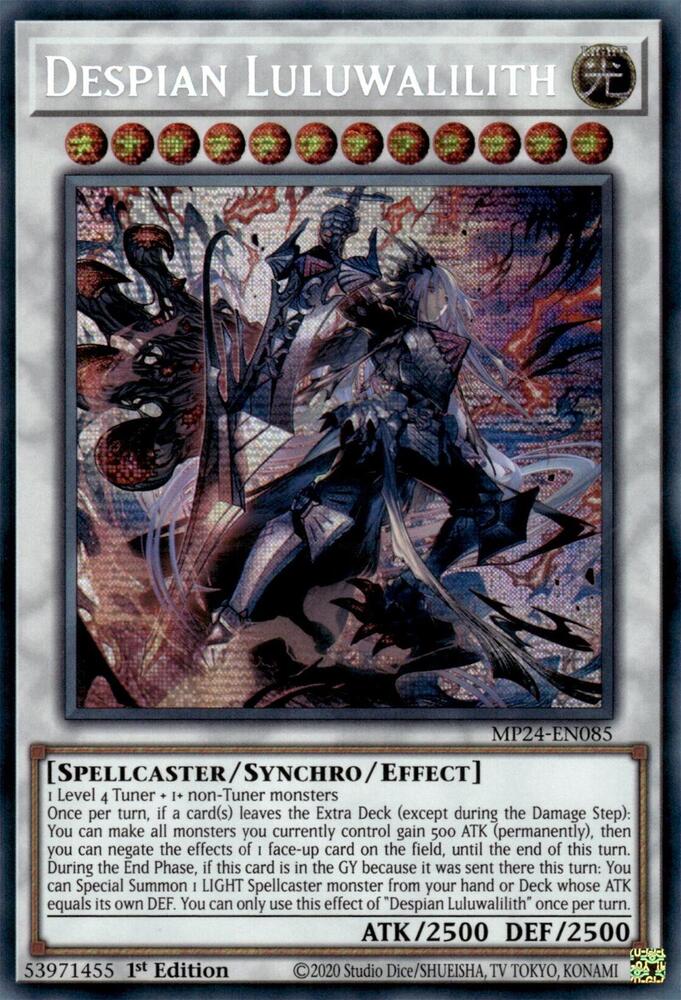 DESPIAN LULUWALILITH
LIGHT
光
MP24-EN085
[SPELLCASTER/SYNCHRO/EFFECT]
1 Level 4 Tuner + 1+ non-Tuner monsters
Once per turn, if a card(s) leaves the Extra Deck (except during the Damage Step):
You can make all monsters you currently control gain 500 ATK (permanently), then
you can negate the effects of 1 face-up card on the field, until the end of this turn.
During the End Phase, if this card is in the GY because it was sent there this turn: You
can Special Summon 1 LIGHT Spellcaster monster from your hand or Deck whose ATK
equals its own DEF. You can only use this effect of "Despian Luluwalilith" once per turn.
ATK/2500 DEF/2500
53971455 1st Edition ©2020 Studio Dice/SHUEISHA, TV TOKYO, KONAMI